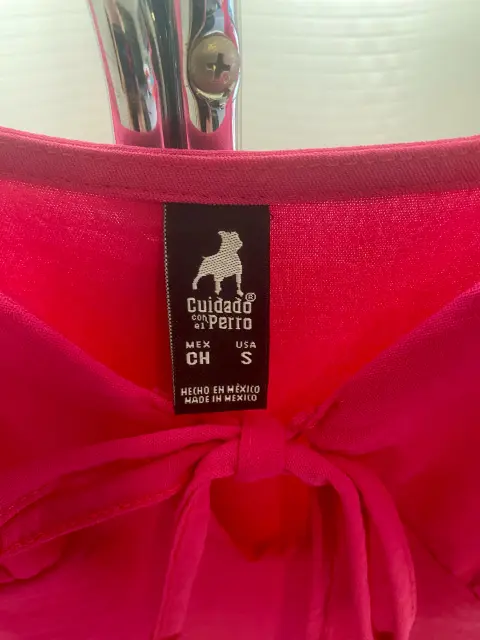 Cuidado®
con
el Perro
MEX USA
CH S
HECHO EN MÉXICO
MADE IN MEXICO